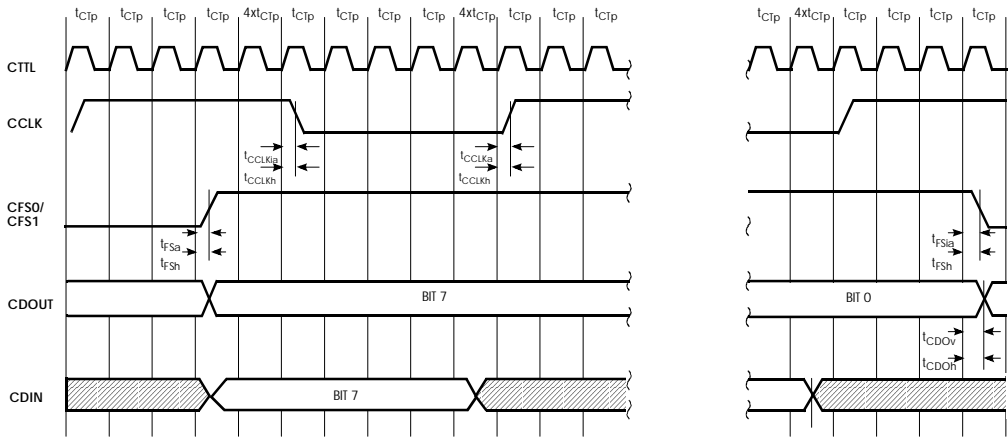 tCTp tCTp tCTp tCTp 4xtCTp tCTp tCTp tCTp tCTp 4xtCTp tCTp tCTp tCTp tCTp 4xtCTp tCTp tCTp tCTp tCTp
CTTL
CCLK
tCCLKia tCCLKa
tCCLKh tCCLKh
CFS0/
CFS1
tFSa tFSia
tFSh tFSh
CDOUT BIT 7 BIT 0
tCDOv
tCDOh
CDIN BIT 7